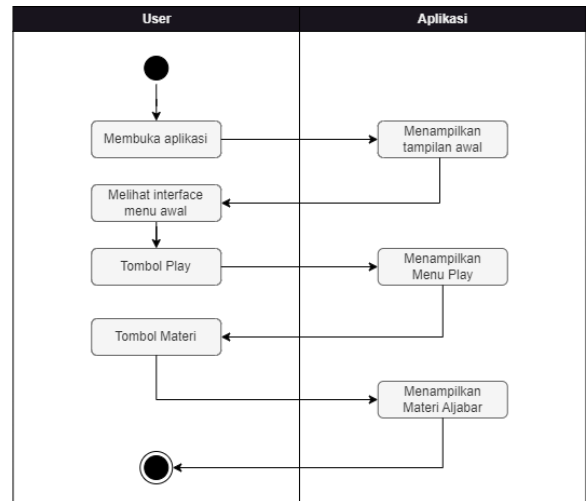 User
Aplikasi
Membuka aplikasi
Menampilkan
tampilan awal
Melihat interface
menu awal
Tombol Play
Menampilkan
Menu Play
Tombol Materi
Menampilkan
Materi Aljabar